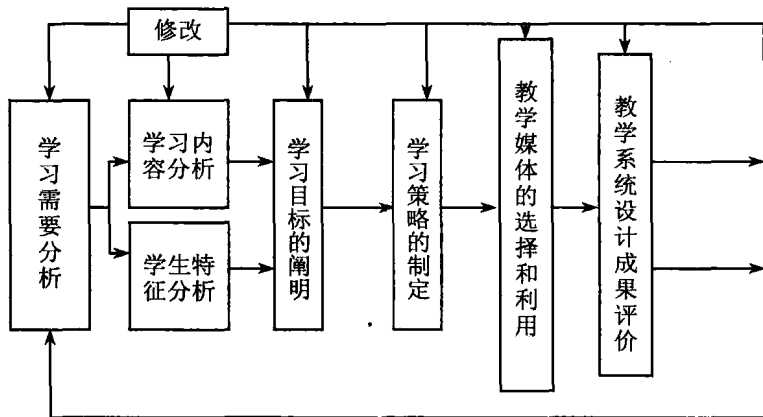 修改
学习需要分析
学习内
容分析
学生特
征分析
学习目标的阐明
学习策略的制定
教学媒体的选择和利用
教学系统设计成果评价